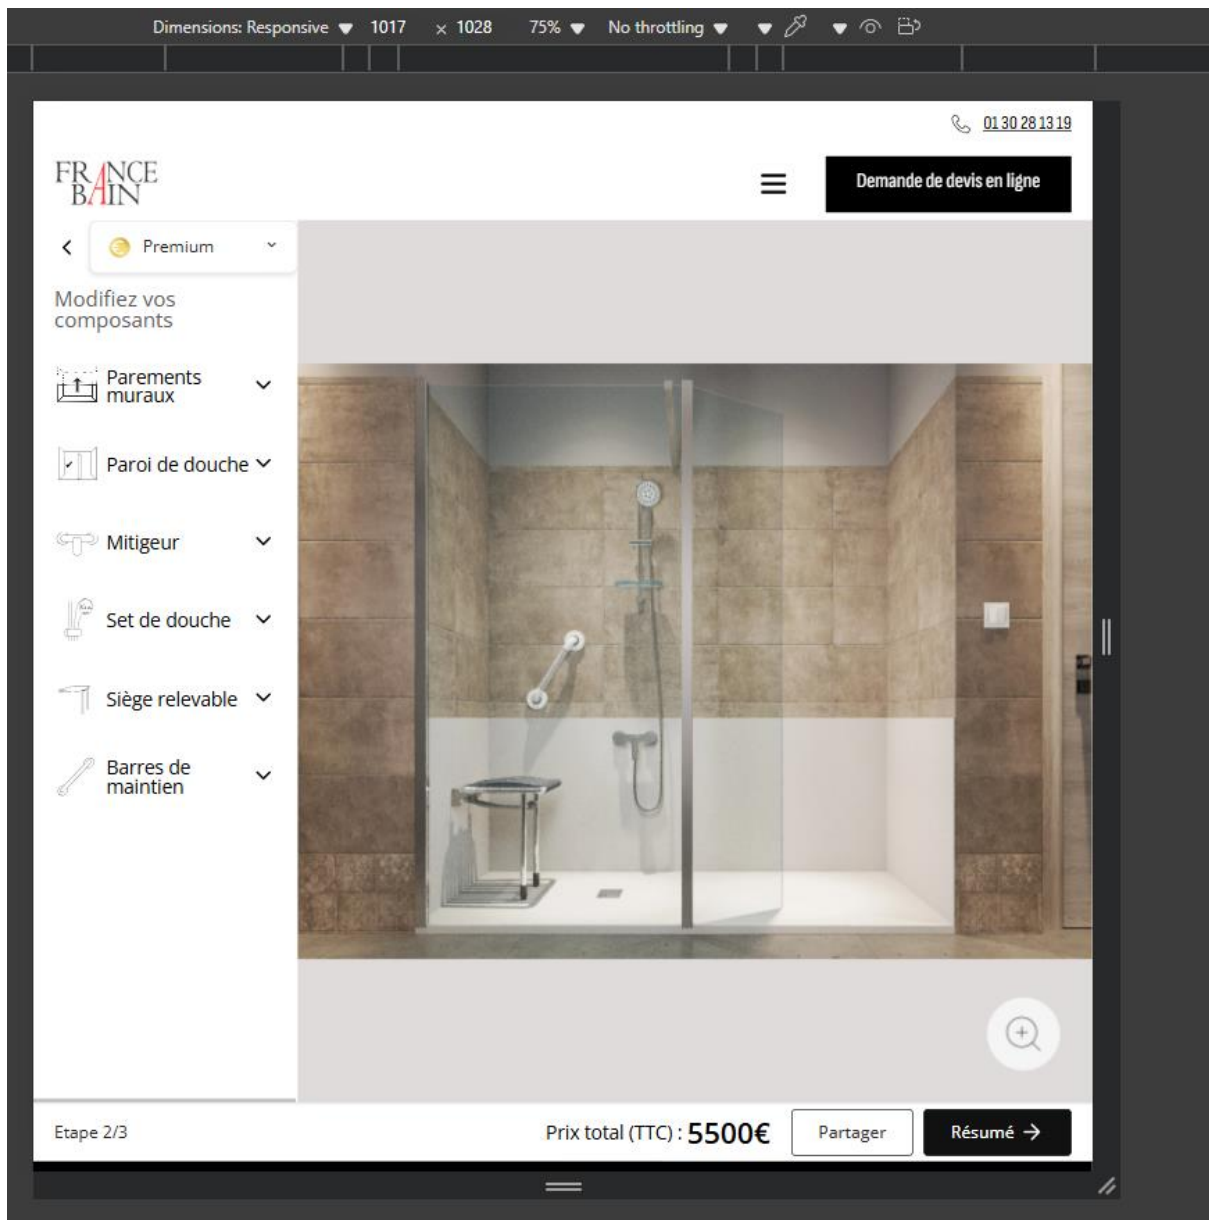 Dimensions: Responsive 1017 × 1028 75% No throttling
01 30 28 13 19
FRANCE
BAIN
Demande de devis en ligne
Premium
Modifiez vos
composants
Parements
muraux
Paroi de douche
Mitigeur
Set de douche
Siège relevable
Barres de
maintien
Etape 2/3
Prix total (TTC) : 5500€
Partager
Résumé →